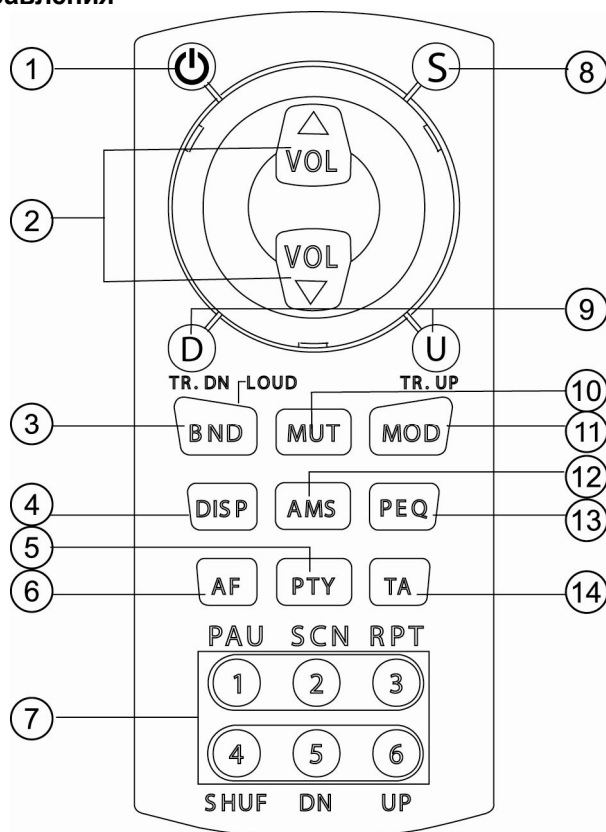 1 S 8
VOL
2
VOL
9
D U
TR. DN LOUD TR. UP
10
3 BND MUT MOD 11
12
4 DISP AMS PEQ 13
5
6 AF PTY TA 14
PAU SCN RPT
1 2 3
7
4 5 6
SHUF DN UP